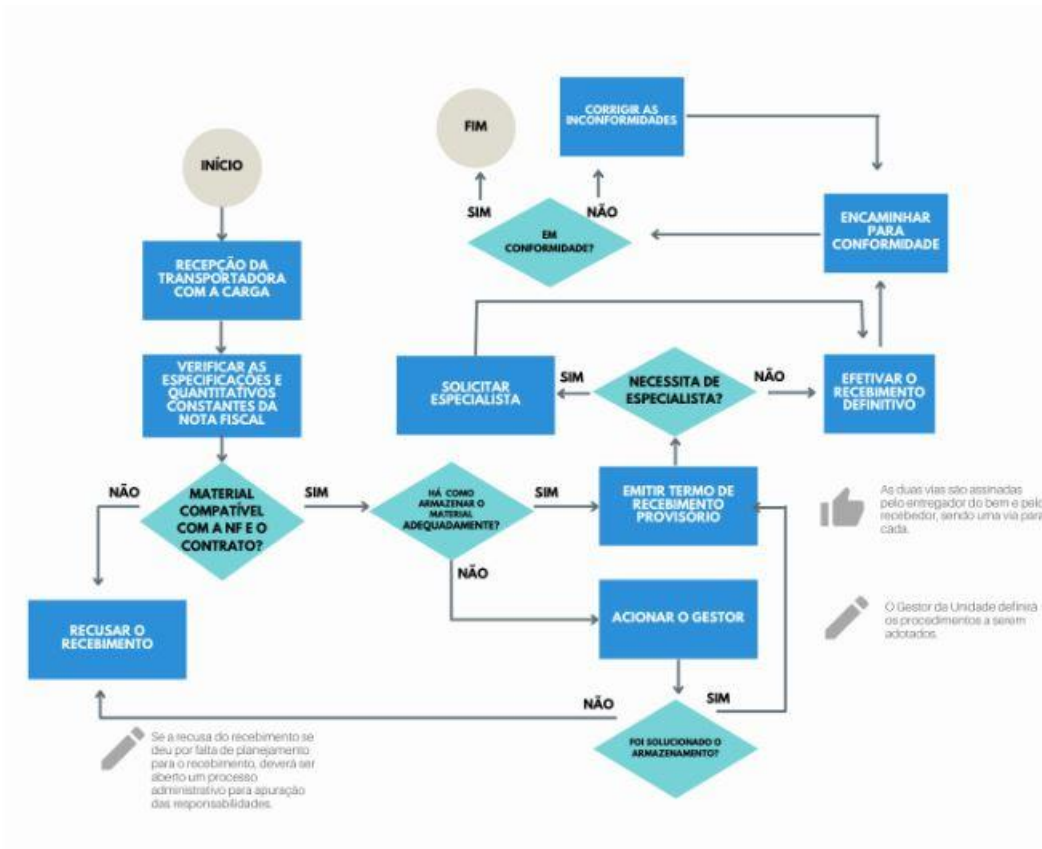 INÍCIO
RECEPÇÃO DA
TRANSPORTADORA
COM A CARGA
VERIFICAR AS
ESPECIFICAÇÕES E
QUANTITATIVOS
CONSTANTES DA
NOTA FISCAL
MATERIAL
COMPATÍVEL
COM A NF E O
CONTRATO?
NÃO
SIM
RECUSAR O
RECEBIMENTO
HÁ COMO
ARMAZENAR O
MATERIAL
ADEQUADAMENTE?
SIM
NÃO
EMITIR TERMO DE
RECEBIMENTO
PROVISÓRIO
ACIONAR O GESTOR
FOI SOLUCIONADO O
ARMAZENAMENTO?
NÃO
SIM
NECESSITA DE
ESPECIALISTA?
SIM
NÃO
SOLICITAR
ESPECIALISTA
EFETIVAR O
RECEBIMENTO
DEFINITIVO
ENCAMINHAR
PARA
CONFORMIDADE
EM
CONFORMIDADE?
SIM
NÃO
FIM
CORRIGIR AS
INCONFORMIDADES
As duas vias são assinadas
pelo entregador do bem e pelo
recebedor, sendo uma via para
cada.
O Gestor da Unidade definirá
os procedimentos a serem
adotados.
Se a recusa do recebimento se
deu por falta de planejamento
para o recebimento, deverá ser
aberto um processo
administrativo para apuração
das responsabilidades.